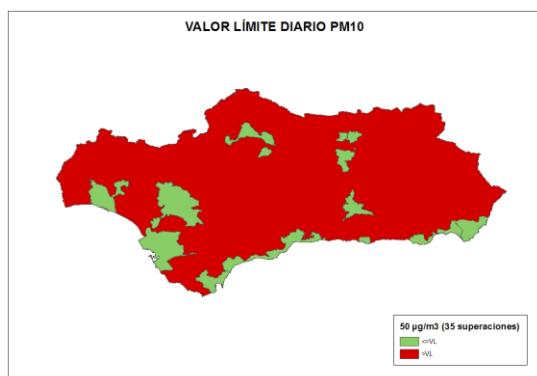 VALOR LÍMITE DIARIO PM10
50 µg/m3 (35 superaciones)
<=VL
>VL